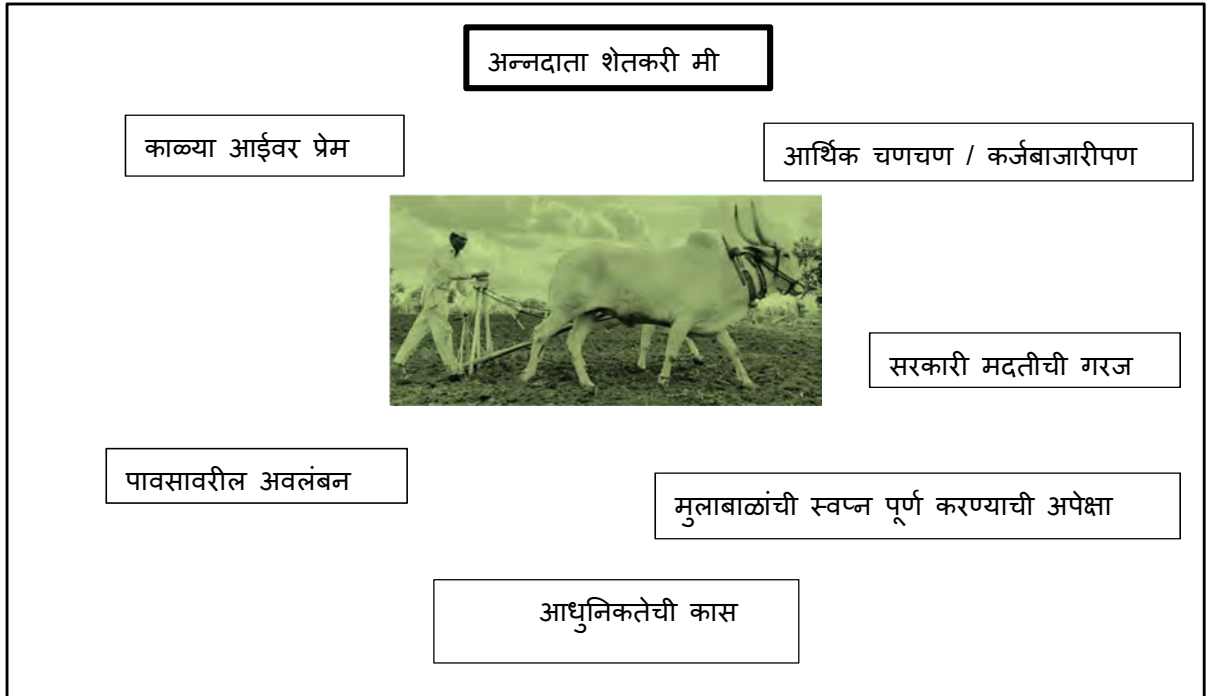 अन्नदाता शेतकरी मी
काळ्या आईवर प्रेम
आर्थिक चणचण / कर्जबाजारीपण
सरकारी मदतीची गरज
पावसावरील अवलंबन
मुलाबाळांची स्वप्न पूर्ण करण्याची अपेक्षा
आधुनिकतेची कास